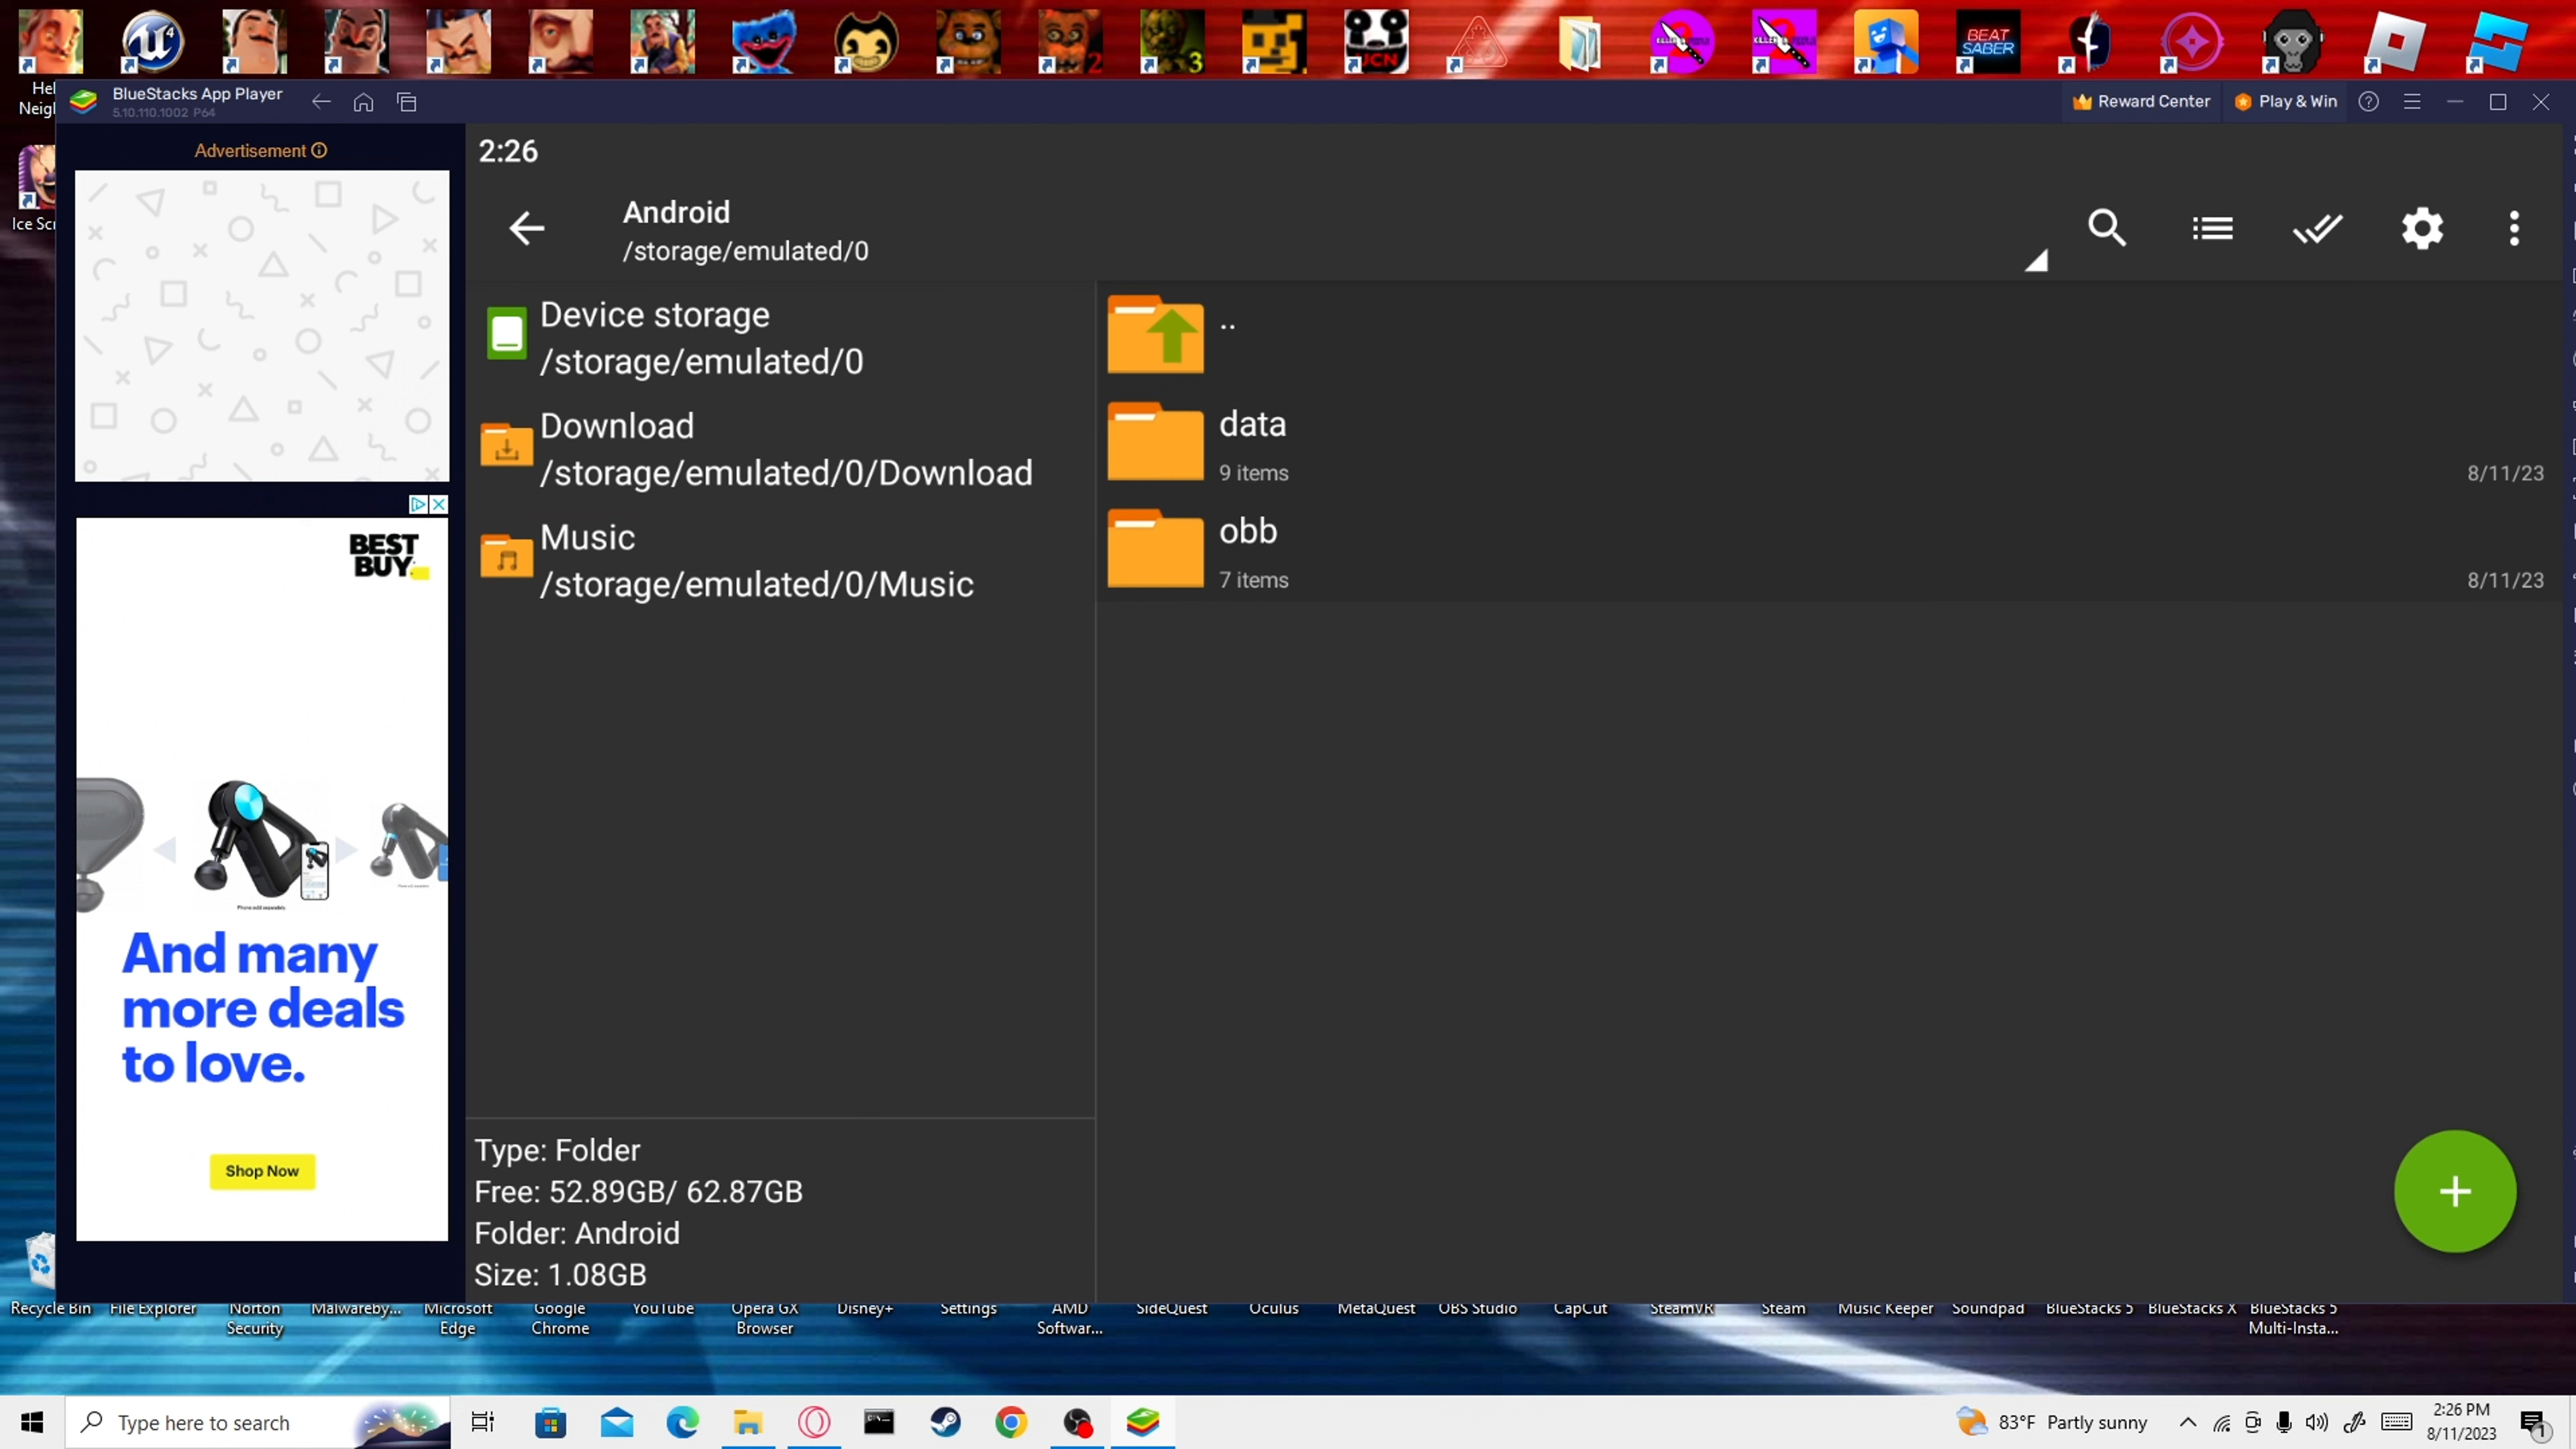 2
3
UCN
BEAT
SABER
Hel
Neigh
BlueStacks App Player
5.10.110.1002 P64
Reward Center
Play & Win
Ice Scr
Advertisement
2:26
Android
/storage/emulated/0
Device storage
/storage/emulated/0
Download
/storage/emulated/0/Download
Music
/storage/emulated/0/Music
..
data
9 items
8/11/23
obb
7 items
8/11/23
BEST
BUY
And many
more deals
to love.
Shop Now
Type: Folder
Free: 52.89GB/ 62.87GB
Folder: Android
Size: 1.08GB
Recycle Bin
File Explorer
Norton
Security
Malwareby...
Microsoft
Edge
Google
Chrome
YouTube
Opera GX
Browser
Disney+
Settings
AMD
Softwar...
SideQuest
Oculus
MetaQuest
OBS Studio
CapCut
SteamVR
Steam
Music Keeper
Soundpad
BlueStacks 5
BlueStacks X
BlueStacks 5
Multi-Insta...
Type here to search
83°F Partly sunny
2:26 PM
8/11/2023
1